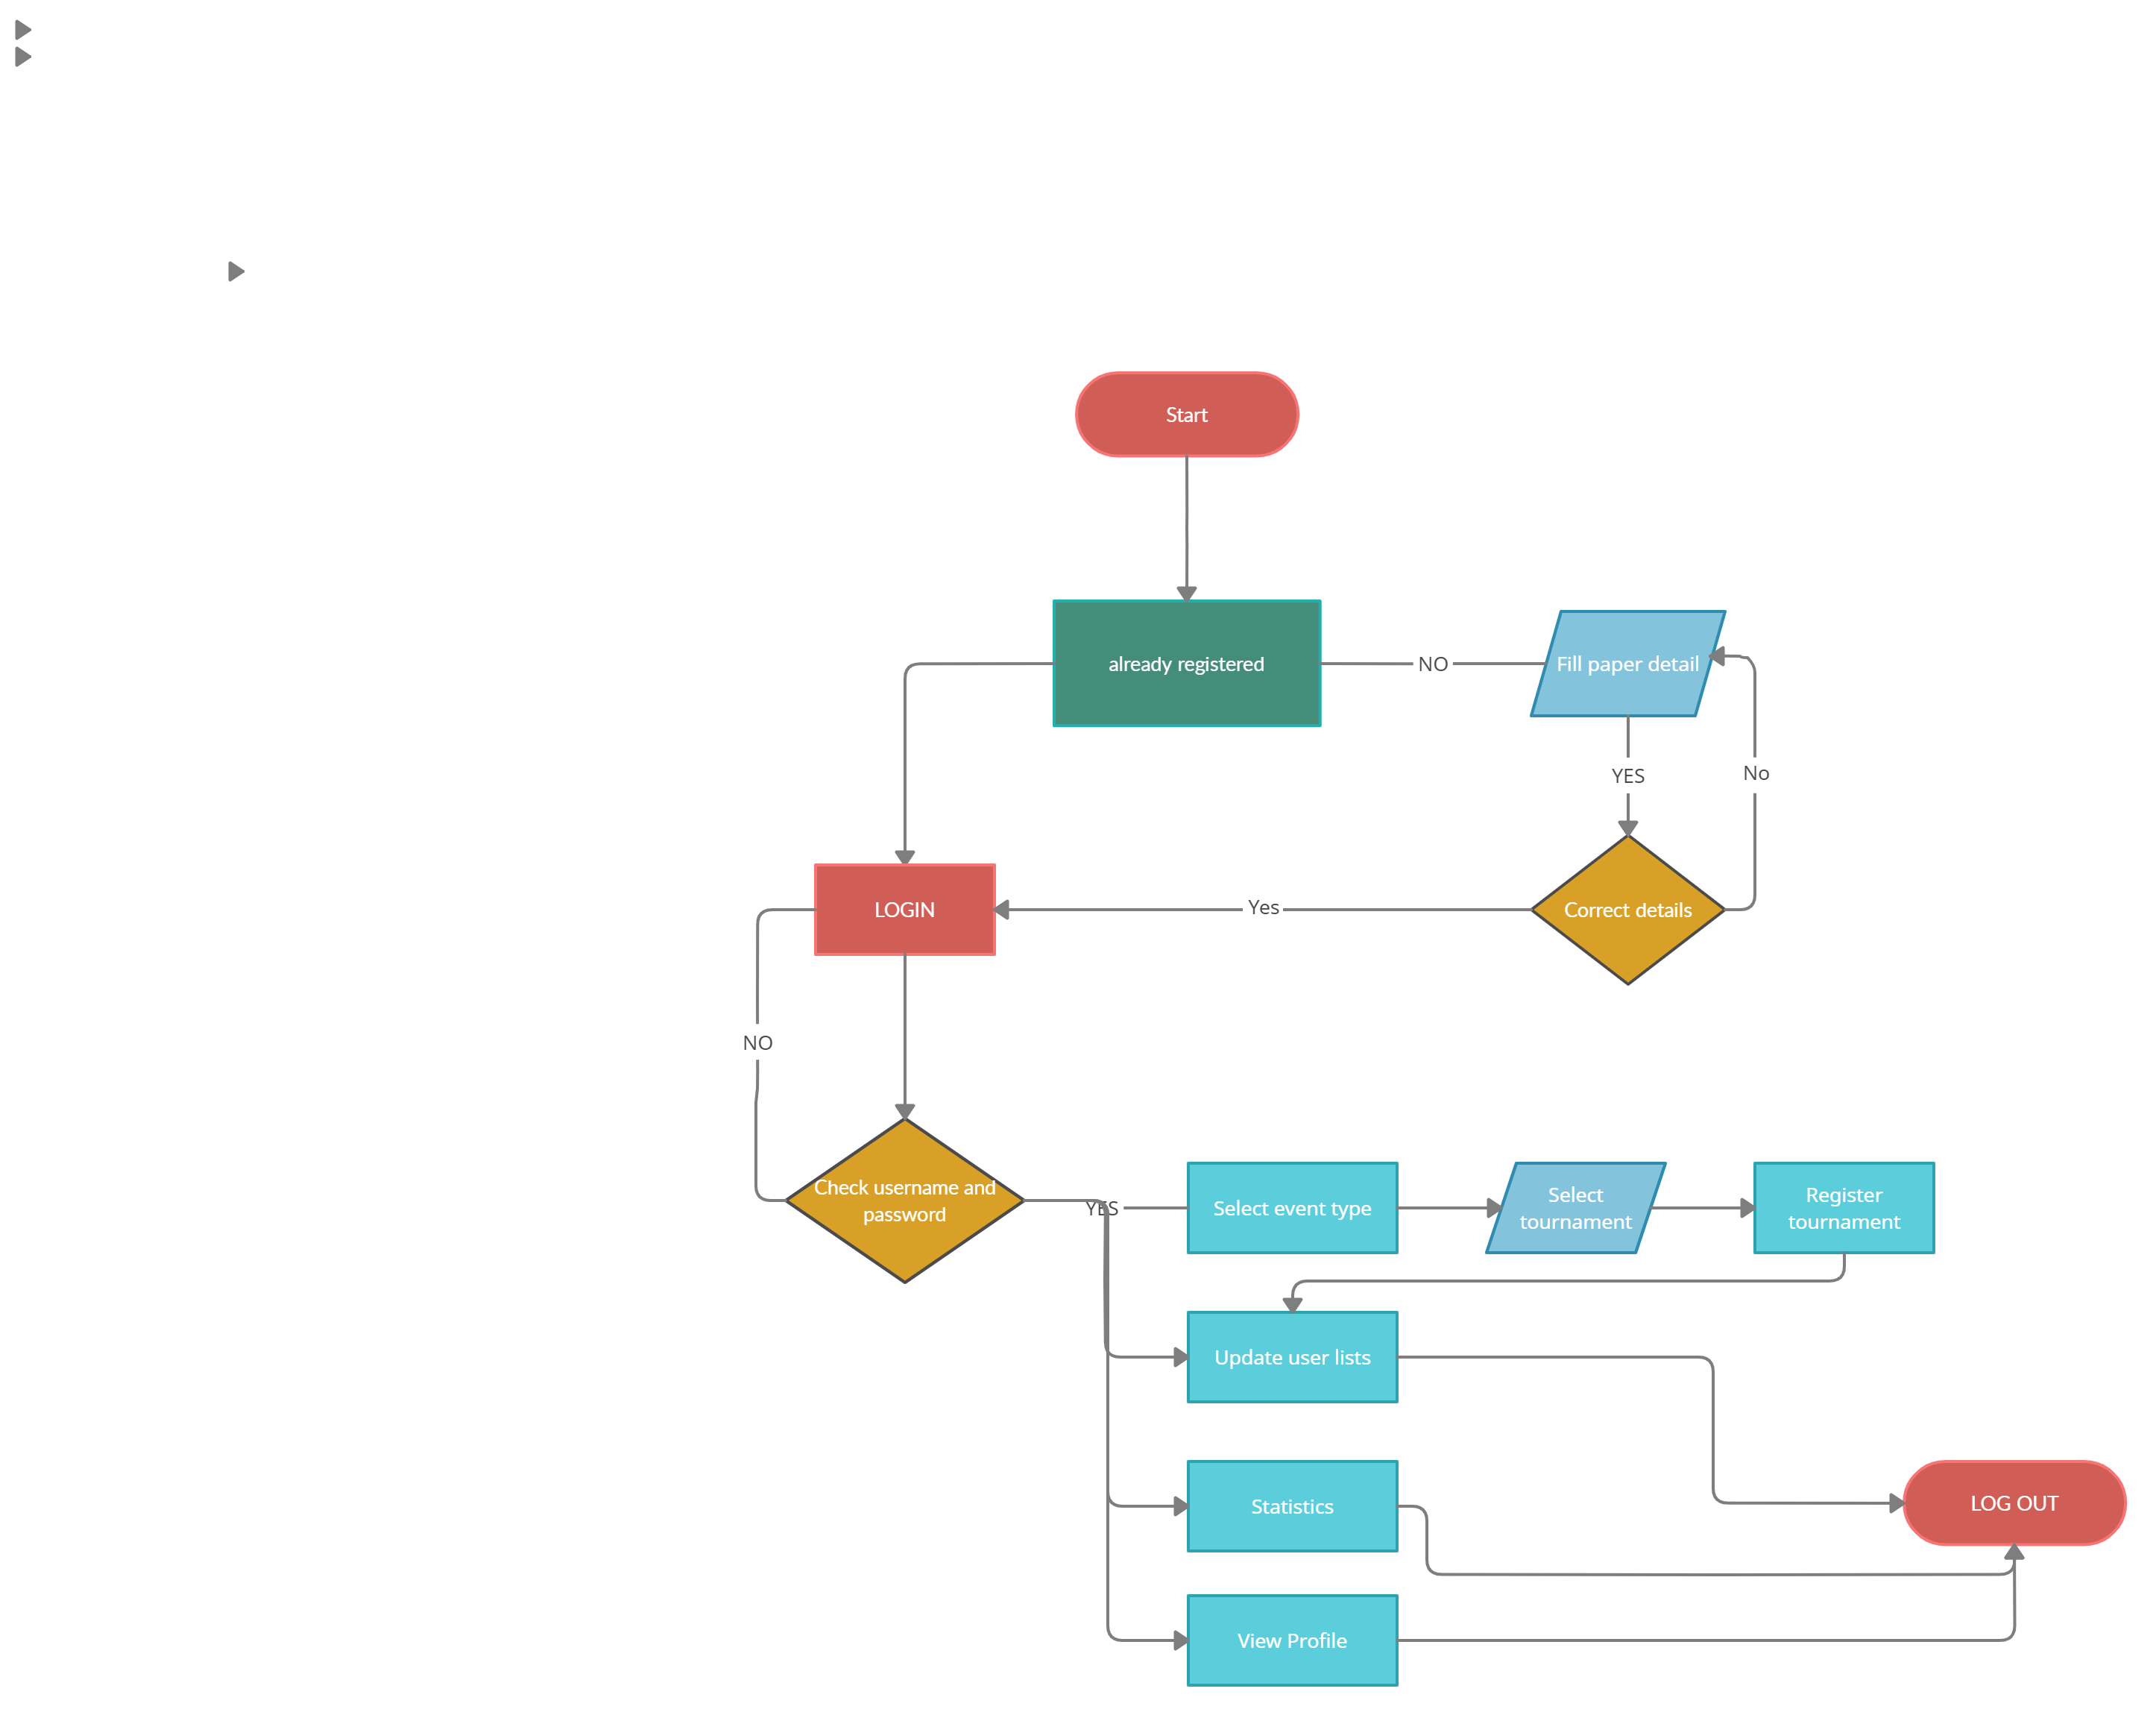 Start
already registered
NO
Fill paper detail
YES
No
LOGIN
Yes
Correct details
NO
Check username and
password
YES
Select event type
Select
tournament
Register
tournament
Update user lists
Statistics
LOG OUT
View Profile